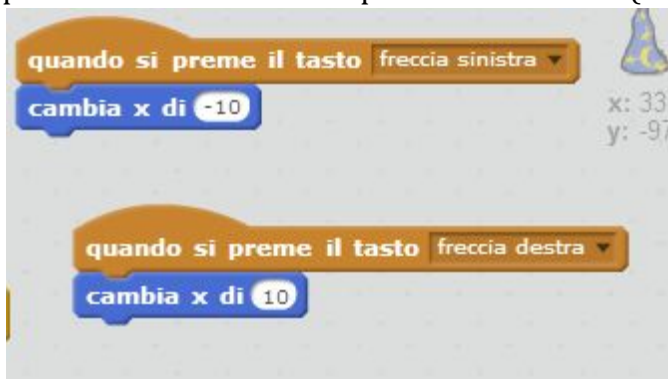 quando si preme il tasto freccia sinistra
cambia x di -10
x: 33
y: -97
quando si preme il tasto freccia destra
cambia x di 10